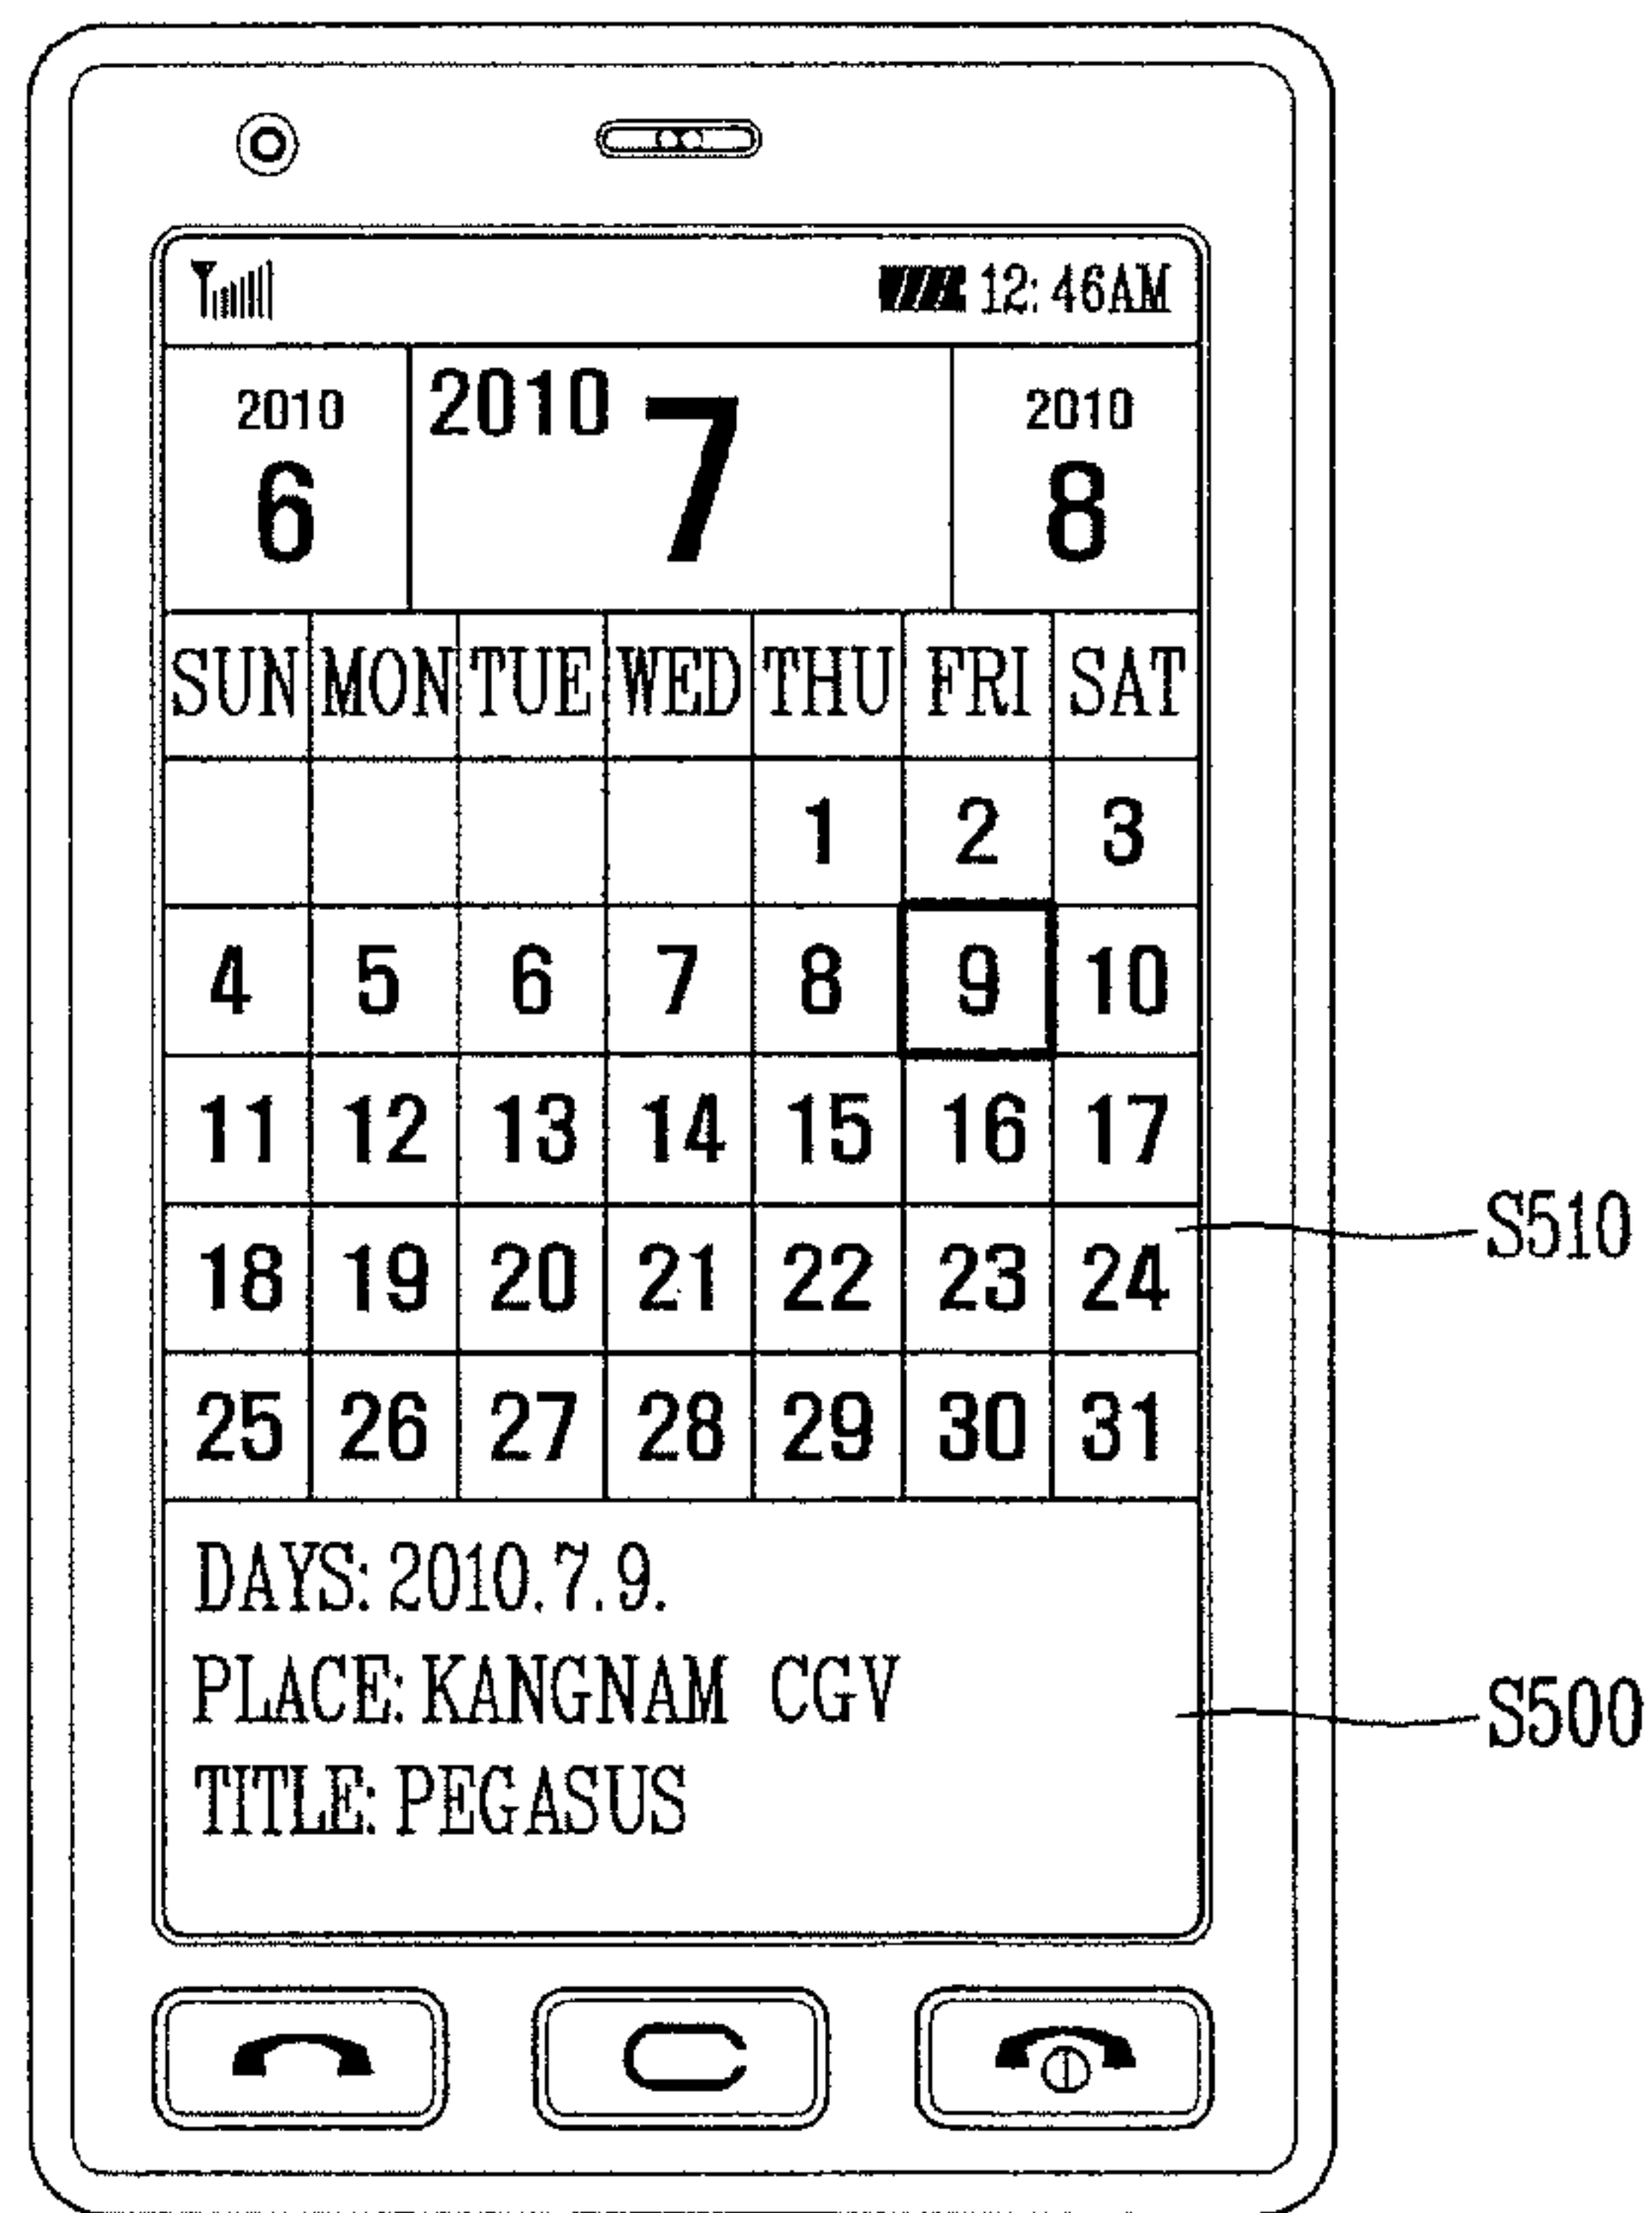 12:46AM
2010 2010 2010
6 7 8
SUN MON TUE WED THU FRI SAT
1 2 3
4 5 6 7 8 9 10
11 12 13 14 15 16 17
18 19 20 21 22 23 24
S510
25 26 27 28 29 30 31
DAYS: 2010.7.9.
PLACE: KANGNAM CGV
S500
TITLE: PEGASUS